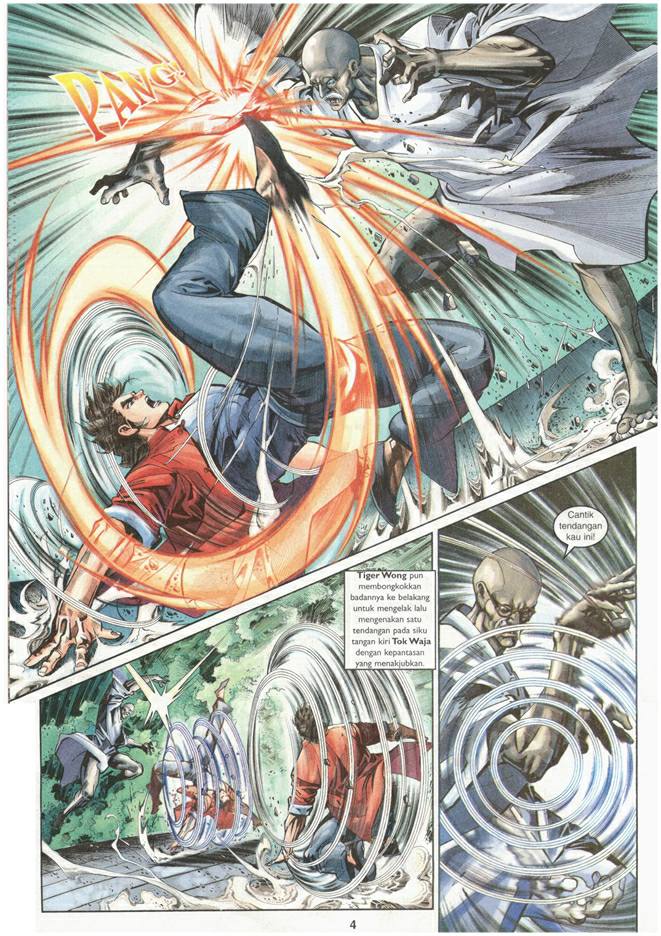 PANG!
Tiger Wong pun
membongkokkan
badannya ke belakang
untuk mengelak lalu
mengenakan satu
tendangan pada siku
tangan kiri Tok Waja
dengan kepantasan
yang menakjubkan.
Cantik
tendangan
kau ini!
4